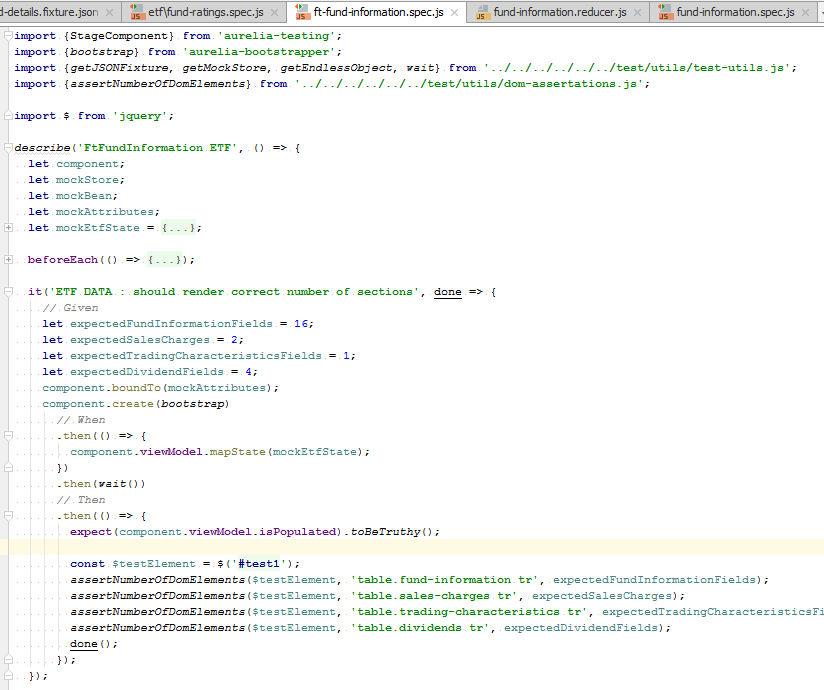 d-details.fixture.json etf\fund-ratings.spec.js ft-fund-information.spec.js fund-information.reducer.js fund-information.spec.js
import {StageComponent} from 'aurelia-testing';
import {bootstrap} from 'aurelia-bootstrapper';
import {getJSONFixture, getMockStore, getEndlessObject, wait} from '../../../../../../test/utils/test-utils.js';
import {assertNumberOfDomElements} from '../../../../../../test/utils/dom-assertations.js';
import $ from 'jquery';
describe('FtFundInformation ETF', () => {
let component;
let mockStore;
let mockBean;
let mockAttributes;
let mockEtfState = {...};
beforeEach(() => {...});
it('ETF DATA : should render correct number of sections', done => {
// Given
let expectedFundInformationFields = 16;
let expectedSalesCharges = 2;
let expectedTradingCharacteristicsFields = 1;
let expectedDividendFields = 4;
component.boundTo(mockAttributes);
component.create(bootstrap)
// When
.then(() => {
component.viewModel.mapState(mockEtfState);
})
.then(wait())
// Then
.then(() => {
expect(component.viewModel.isPopulated).toBeTruthy();
const $testElement = $('#test1');
assertNumberOfDomElements($testElement, 'table.fund-information tr', expectedFundInformationFields);
assertNumberOfDomElements($testElement, 'table.sales-charges tr', expectedSalesCharges);
assertNumberOfDomElements($testElement, 'table.trading-characteristics tr', expectedTradingCharacteristicsFi
assertNumberOfDomElements($testElement, 'table.dividends tr', expectedDividendFields);
done();
});
});